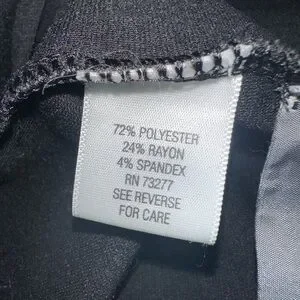 72% POLYESTER
24% RAYON
4% SPANDEX
RN 73277
SEE REVERSE
FOR CARE